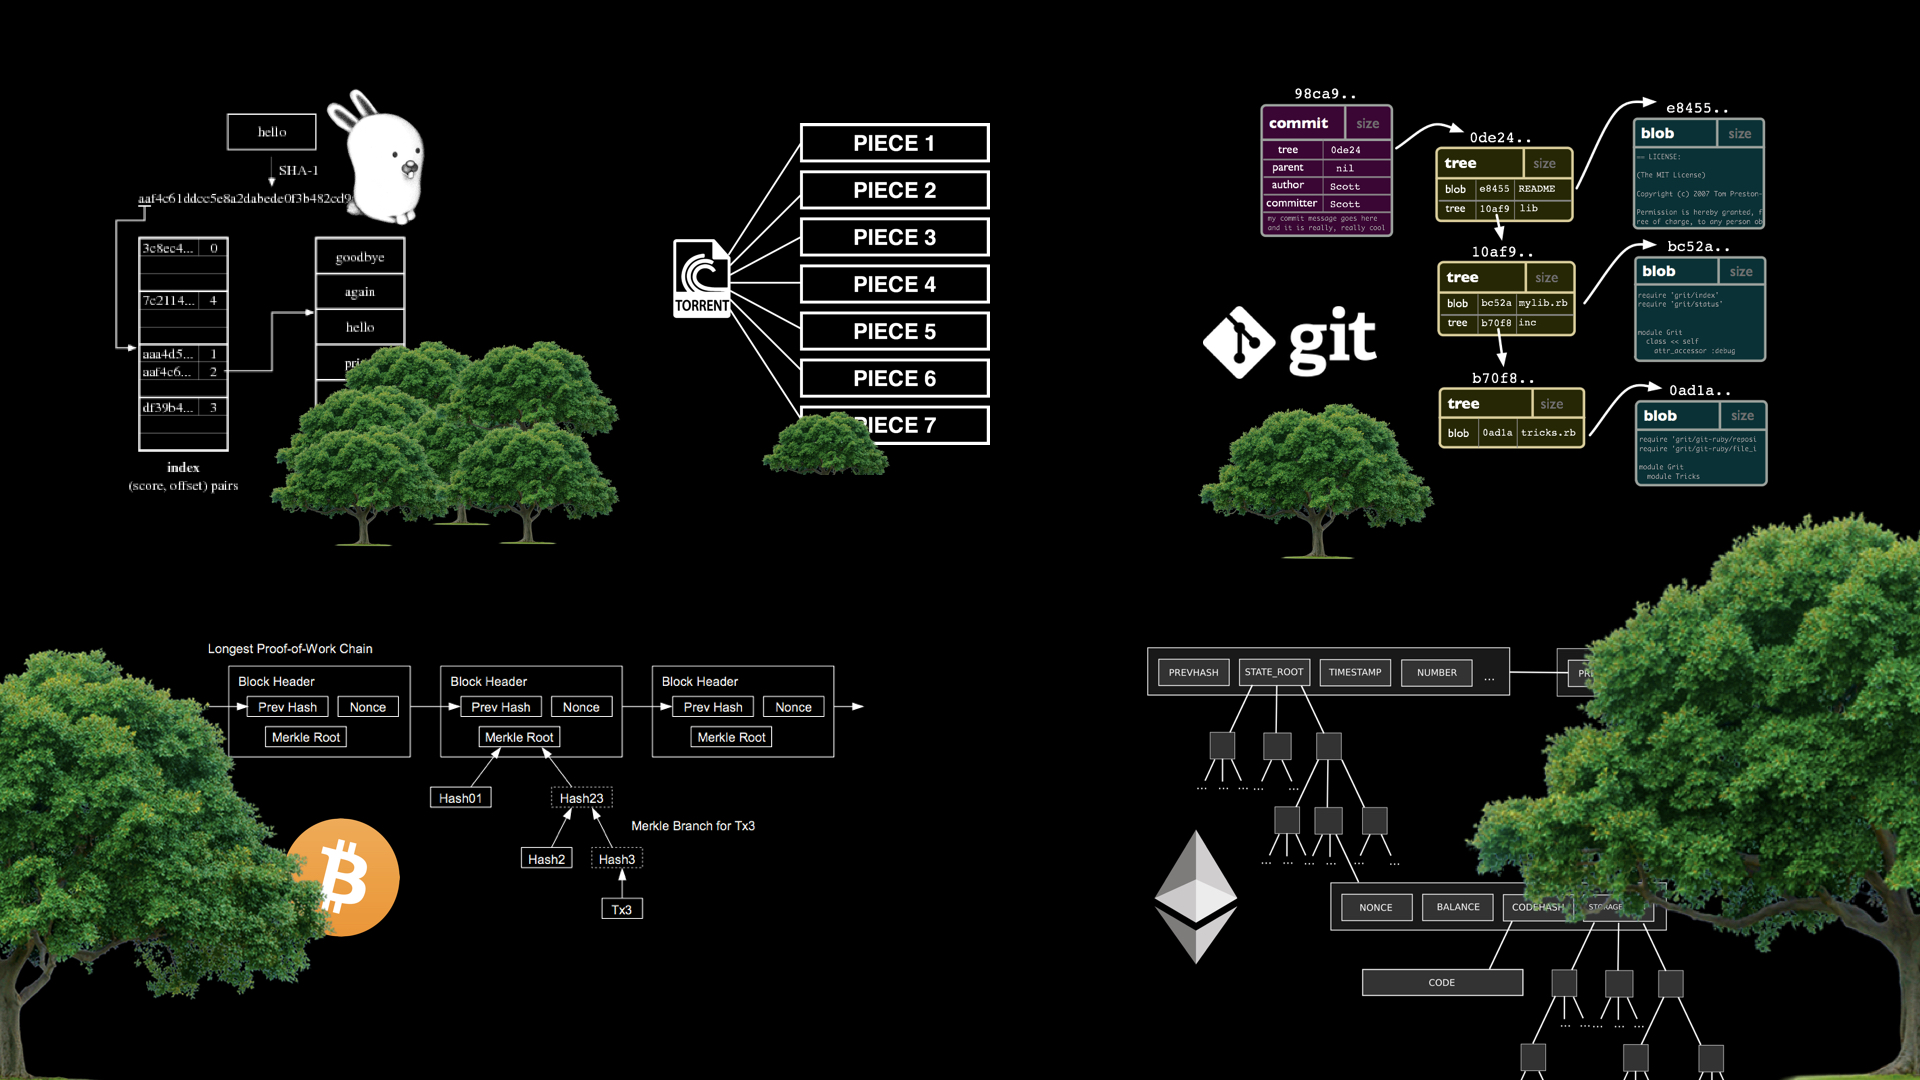 hello
SHA-1
aaf4c61ddcc5e8a2dabede0f3b482cd9
3c8ec4... 0
7c2114... 4
aaa4d5... 1
aaf4c6... 2
df39b4... 3
index
(score, offset) pairs
goodbye
again
hello
TORRENT
PIECE 1
PIECE 2
PIECE 3
PIECE 4
PIECE 5
PIECE 6
PIECE 7
98ca9..
commit size
tree 0de24
parent nil
author Scott
committer Scott
my commit message goes here
and it is really, really cool
0de24..
tree size
blob e8455 README
tree 10af9 lib
10af9..
tree size
blob bc52a mylib.rb
tree b70f8 inc
b70f8..
tree size
blob 0ad1a tricks.rb
e8455..
blob size
== LICENSE:
(The MIT License)
Copyright (c) 2007 Tom Preston-
Permission is hereby granted, f
ree of charge, to any person ob
bc52a..
blob size
require 'grit/index'
require 'grit/status'
module Grit
class << self
attr_accessor :debug
0ad1a..
blob size
require 'grit/git-ruby/reposi
require 'grit/git-ruby/file_i
module Grit
module Tricks
git
Longest Proof-of-Work Chain
Block Header
Prev Hash Nonce
Merkle Root
Block Header
Prev Hash Nonce
Merkle Root
Block Header
Prev Hash Nonce
Merkle Root
Hash01
Hash23
Merkle Branch for Tx3
Hash2
Hash3
Tx3
PREVHASH STATE_ROOT TIMESTAMP NUMBER ...
... ... ... ... ...
... ... ... ... ...
NONCE BALANCE CODEHASH STORAGE
CODE
... ... ... ...